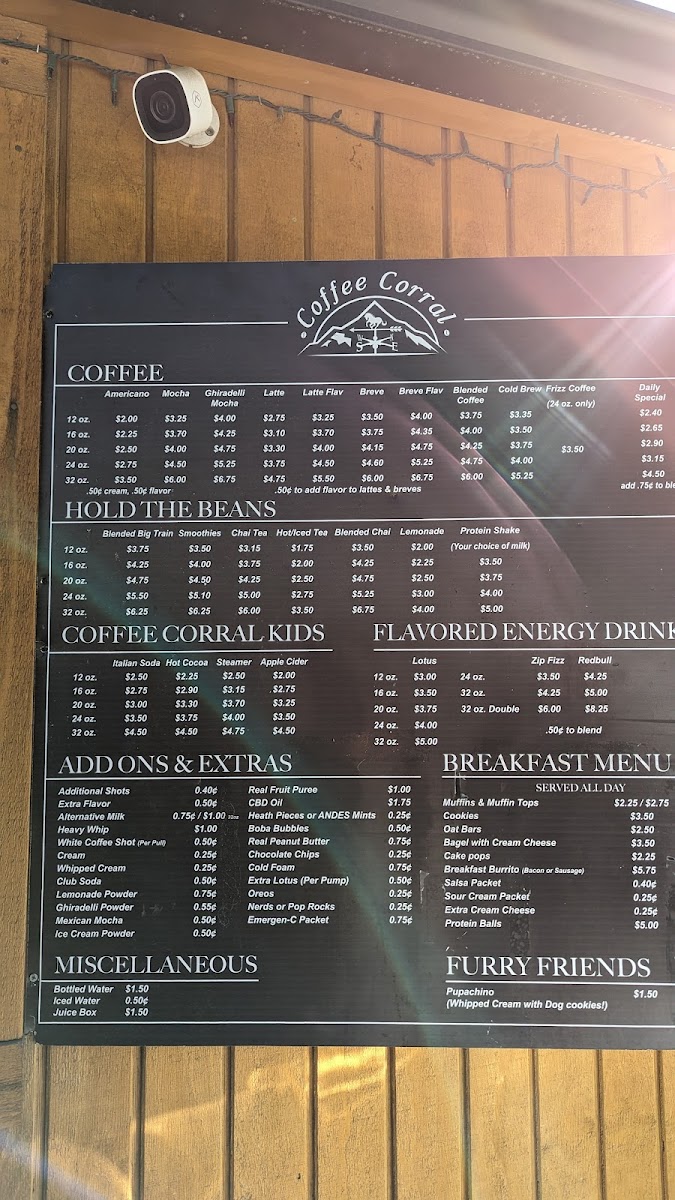 Coffee Corral
W N
S E
COFFEE
Americano Mocha Ghiradelli Mocha Latte Latte Flav Breve Breve Flav Blended Coffee Cold Brew Frizz Coffee (24 oz. only) Daily Special
12 oz. $2.00 $3.25 $4.00 $2.75 $3.25 $3.50 $4.00 $3.75 $3.35 $2.40
16 oz. $2.25 $3.70 $4.25 $3.10 $3.70 $3.75 $4.35 $4.00 $3.50 $2.65
20 oz. $2.50 $4.00 $4.75 $3.30 $4.00 $4.15 $4.75 $4.25 $3.75 $3.50 $2.90
24 oz. $2.75 $4.50 $5.25 $3.75 $4.50 $4.60 $5.25 $4.75 $4.00 $3.15
32 oz. $3.50 $6.00 $6.75 $4.75 $5.50 $6.00 $6.75 $6.00 $5.25 $4.50
.50¢ cream, .50¢ flavor .50¢ to add flavor to lattes & breves add .75¢ to ble
HOLD THE BEANS
Blended Big Train Smoothies Chai Tea Hot/Iced Tea Blended Chai Lemonade Protein Shake
12 oz. $3.75 $3.50 $3.15 $1.75 $3.50 $2.00 (Your choice of milk)
16 oz. $4.25 $4.00 $3.75 $2.00 $4.25 $2.25 $3.50
20 oz. $4.75 $4.50 $4.25 $2.50 $4.75 $2.50 $3.75
24 oz. $5.50 $5.10 $5.00 $2.75 $5.25 $3.00 $4.00
32 oz. $6.25 $6.25 $6.00 $3.50 $6.75 $4.00 $5.00
COFFEE CORRAL KIDS
Italian Soda Hot Cocoa Steamer Apple Cider
12 oz. $2.50 $2.25 $2.50 $2.00
16 oz. $2.75 $2.90 $3.15 $2.75
20 oz. $3.00 $3.30 $3.70 $3.25
24 oz. $3.50 $3.75 $4.00 $3.50
32 oz. $4.50 $4.50 $4.75 $4.50
FLAVORED ENERGY DRINK
Lotus Zip Fizz Redbull
12 oz. $3.00 24 oz. $3.50 $4.25
16 oz. $3.50 32 oz. $4.25 $5.00
20 oz. $3.75 32 oz. Double $6.00 $8.25
24 oz. $4.00 .50¢ to blend
32 oz. $5.00
ADD ONS & EXTRAS
Additional Shots 0.40¢
Extra Flavor 0.50¢
Alternative Milk 0.75¢ / $1.00 32oz
Heavy Whip $1.00
White Coffee Shot (Per Pull) 0.50¢
Cream 0.25¢
Whipped Cream 0.25¢
Club Soda 0.50¢
Lemonade Powder 0.75¢
Ghiradelli Powder 0.55¢
Mexican Mocha 0.50¢
Ice Cream Powder 0.50¢
Real Fruit Puree $1.00
CBD Oil $1.75
Heath Pieces or ANDES Mints 0.25¢
Boba Bubbles 0.50¢
Real Peanut Butter 0.75¢
Chocolate Chips 0.25¢
Cold Foam 0.75¢
Extra Lotus (Per Pump) 0.50¢
Oreos 0.25¢
Nerds or Pop Rocks 0.25¢
Emergen-C Packet 0.75¢
BREAKFAST MENU
SERVED ALL DAY
Muffins & Muffin Tops $2.25 / $2.75
Cookies $3.50
Oat Bars $2.50
Bagel with Cream Cheese $3.50
Cake pops $2.25
Breakfast Burrito (Bacon or Sausage) $5.75
Salsa Packet 0.40¢
Sour Cream Packet 0.25¢
Extra Cream Cheese 0.25¢
Protein Balls $5.00
MISCELLANEOUS
Bottled Water $1.50
Iced Water 0.50¢
Juice Box $1.50
FURRY FRIENDS
Pupachino $1.50
(Whipped Cream with Dog cookies!)